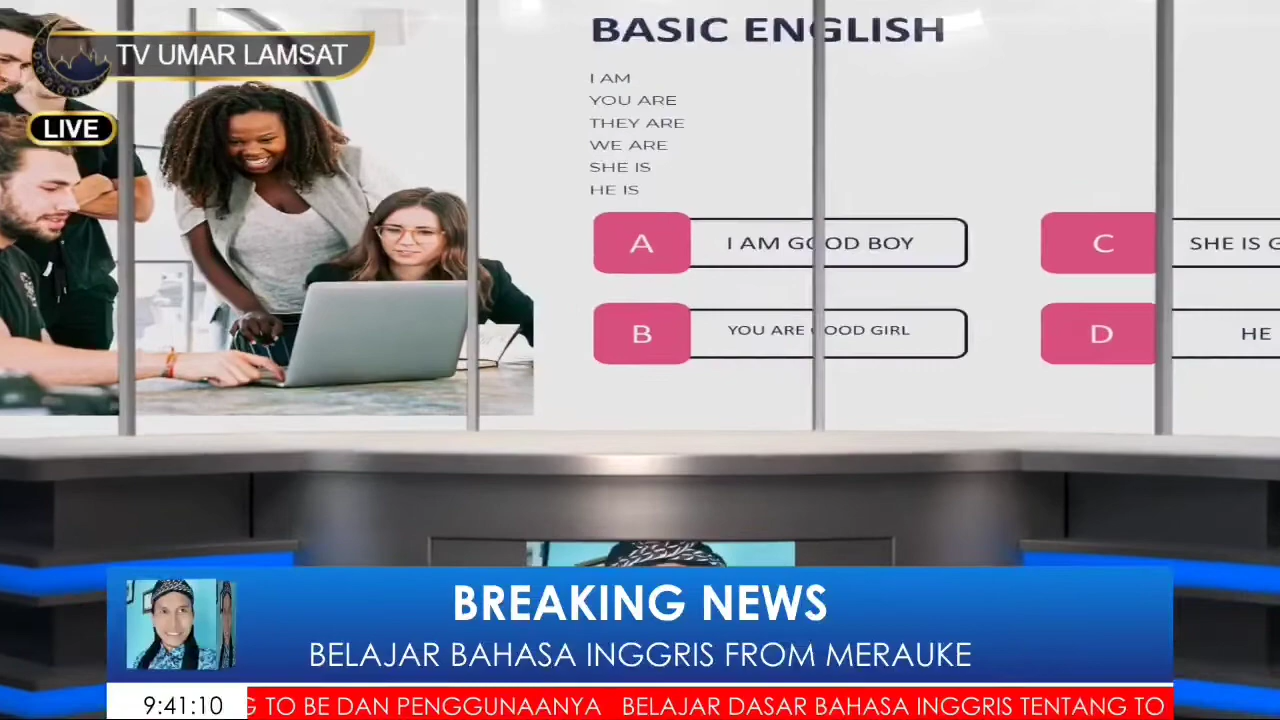 TV UMAR LAMSAT
LIVE
BASIC ENGLISH
I AM
YOU ARE
THEY ARE
WE ARE
SHE IS
HE IS
A I AM GOOD BOY
C SHE IS G
B YOU ARE GOOD GIRL
D HE
BREAKING NEWS
BELAJAR BAHASA INGGRIS FROM MERAUKE
9:41:10 G TO BE DAN PENGGUNAANYA BELAJAR DASAR BAHASA INGGRIS TENTANG TO